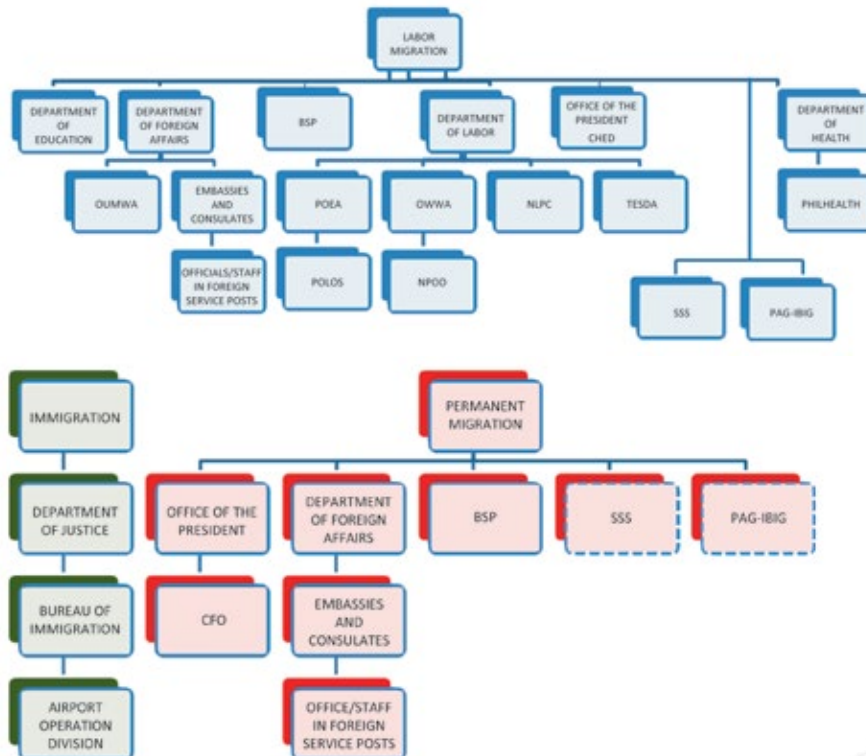 LABOR
MIGRATION
DEPARTMENT
OF
EDUCATION
DEPARTMENT
OF FOREIGN
AFFAIRS
BSP
DEPARTMENT
OF LABOR
OFFICE OF THE
PRESIDENT
CHED
DEPARTMENT
OF
HEALTH
OUMWA
EMBASSIES
AND
CONSULATES
POEA
OWWA
NLPC
TESDA
PHILHEALTH
OFFICIALS/STAFF
IN FOREIGN
SERVICE POSTS
POLOS
NPOO
SSS
PAG-IBIG
IMMIGRATION
PERMANENT
MIGRATION
DEPARTMENT
OF JUSTICE
OFFICE OF THE
PRESIDENT
DEPARTMENT
OF FOREIGN
AFFAIRS
BSP
SSS
PAG-IBIG
BUREAU OF
IMMIGRATION
CFO
EMBASSIES
AND
CONSULATES
AIRPORT
OPERATION
DIVISION
OFFICE/STAFF
IN FOREIGN
SERVICE POSTS